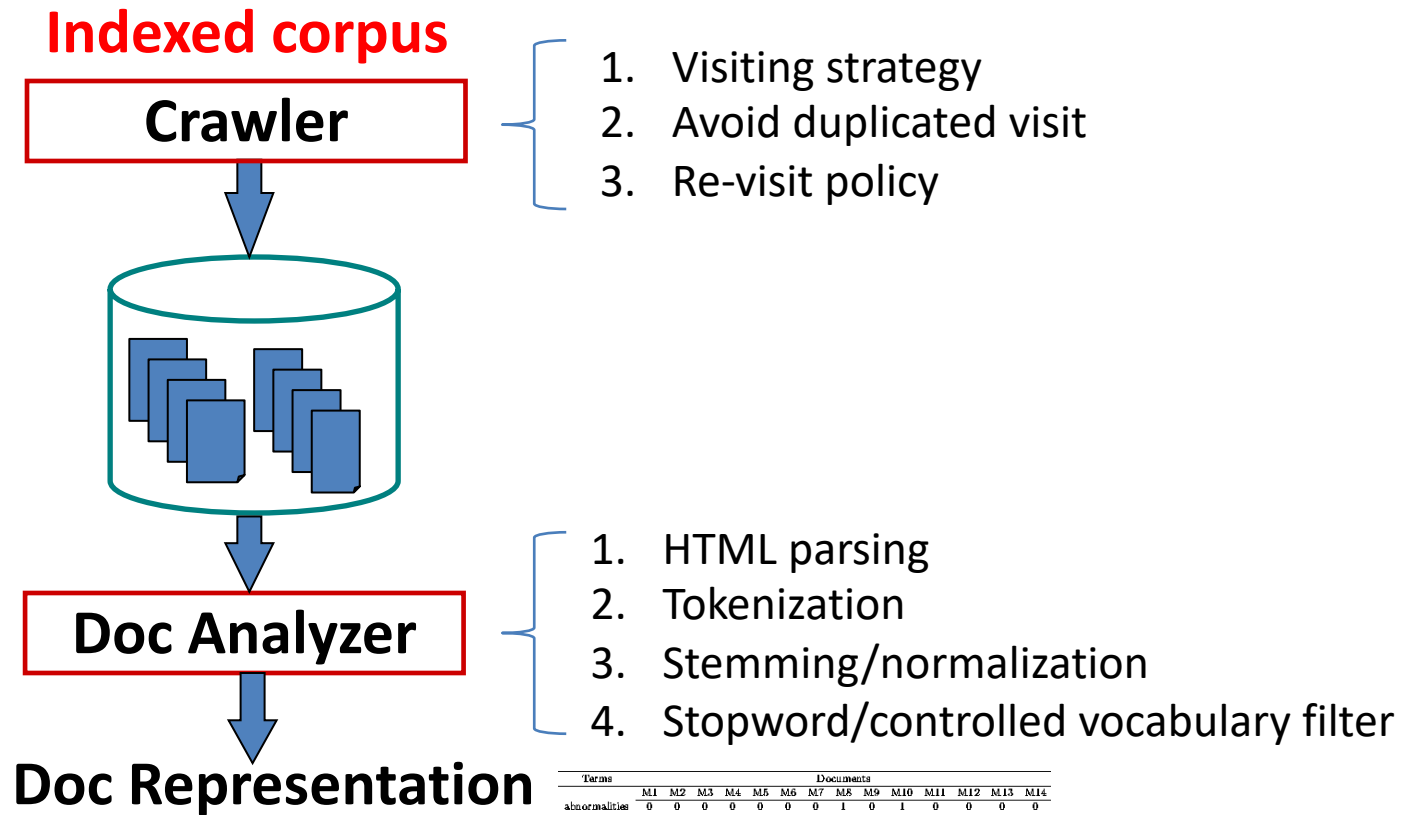 Indexed corpus
Crawler
1. Visiting strategy
2. Avoid duplicated visit
3. Re-visit policy
Doc Analyzer
1. HTML parsing
2. Tokenization
3. Stemming/normalization
4. Stopword/controlled vocabulary filter
Doc Representation
Terms Documents
M1 M2 M3 M4 M5 M6 M7 M8 M9 M10 M11 M12 M13 M14
abnormalities 0 0 0 0 0 0 0 1 0 1 0 0 0 0